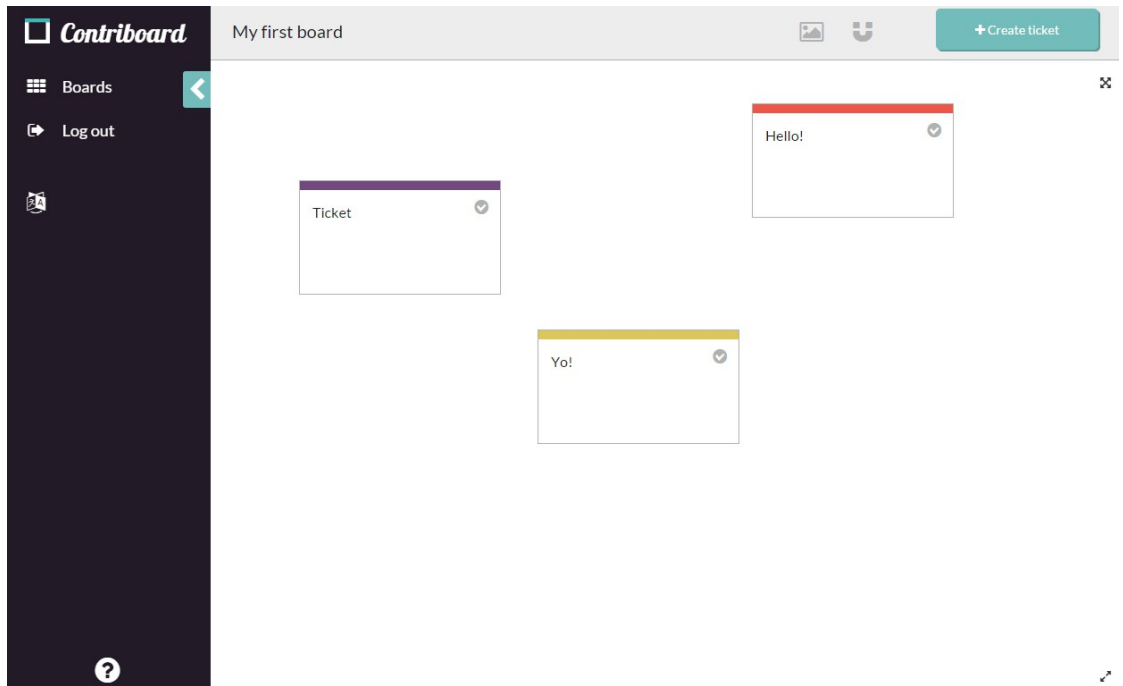 Contriboard
My first board
+ Create ticket
Boards
Log out
Hello!
Ticket
Yo!